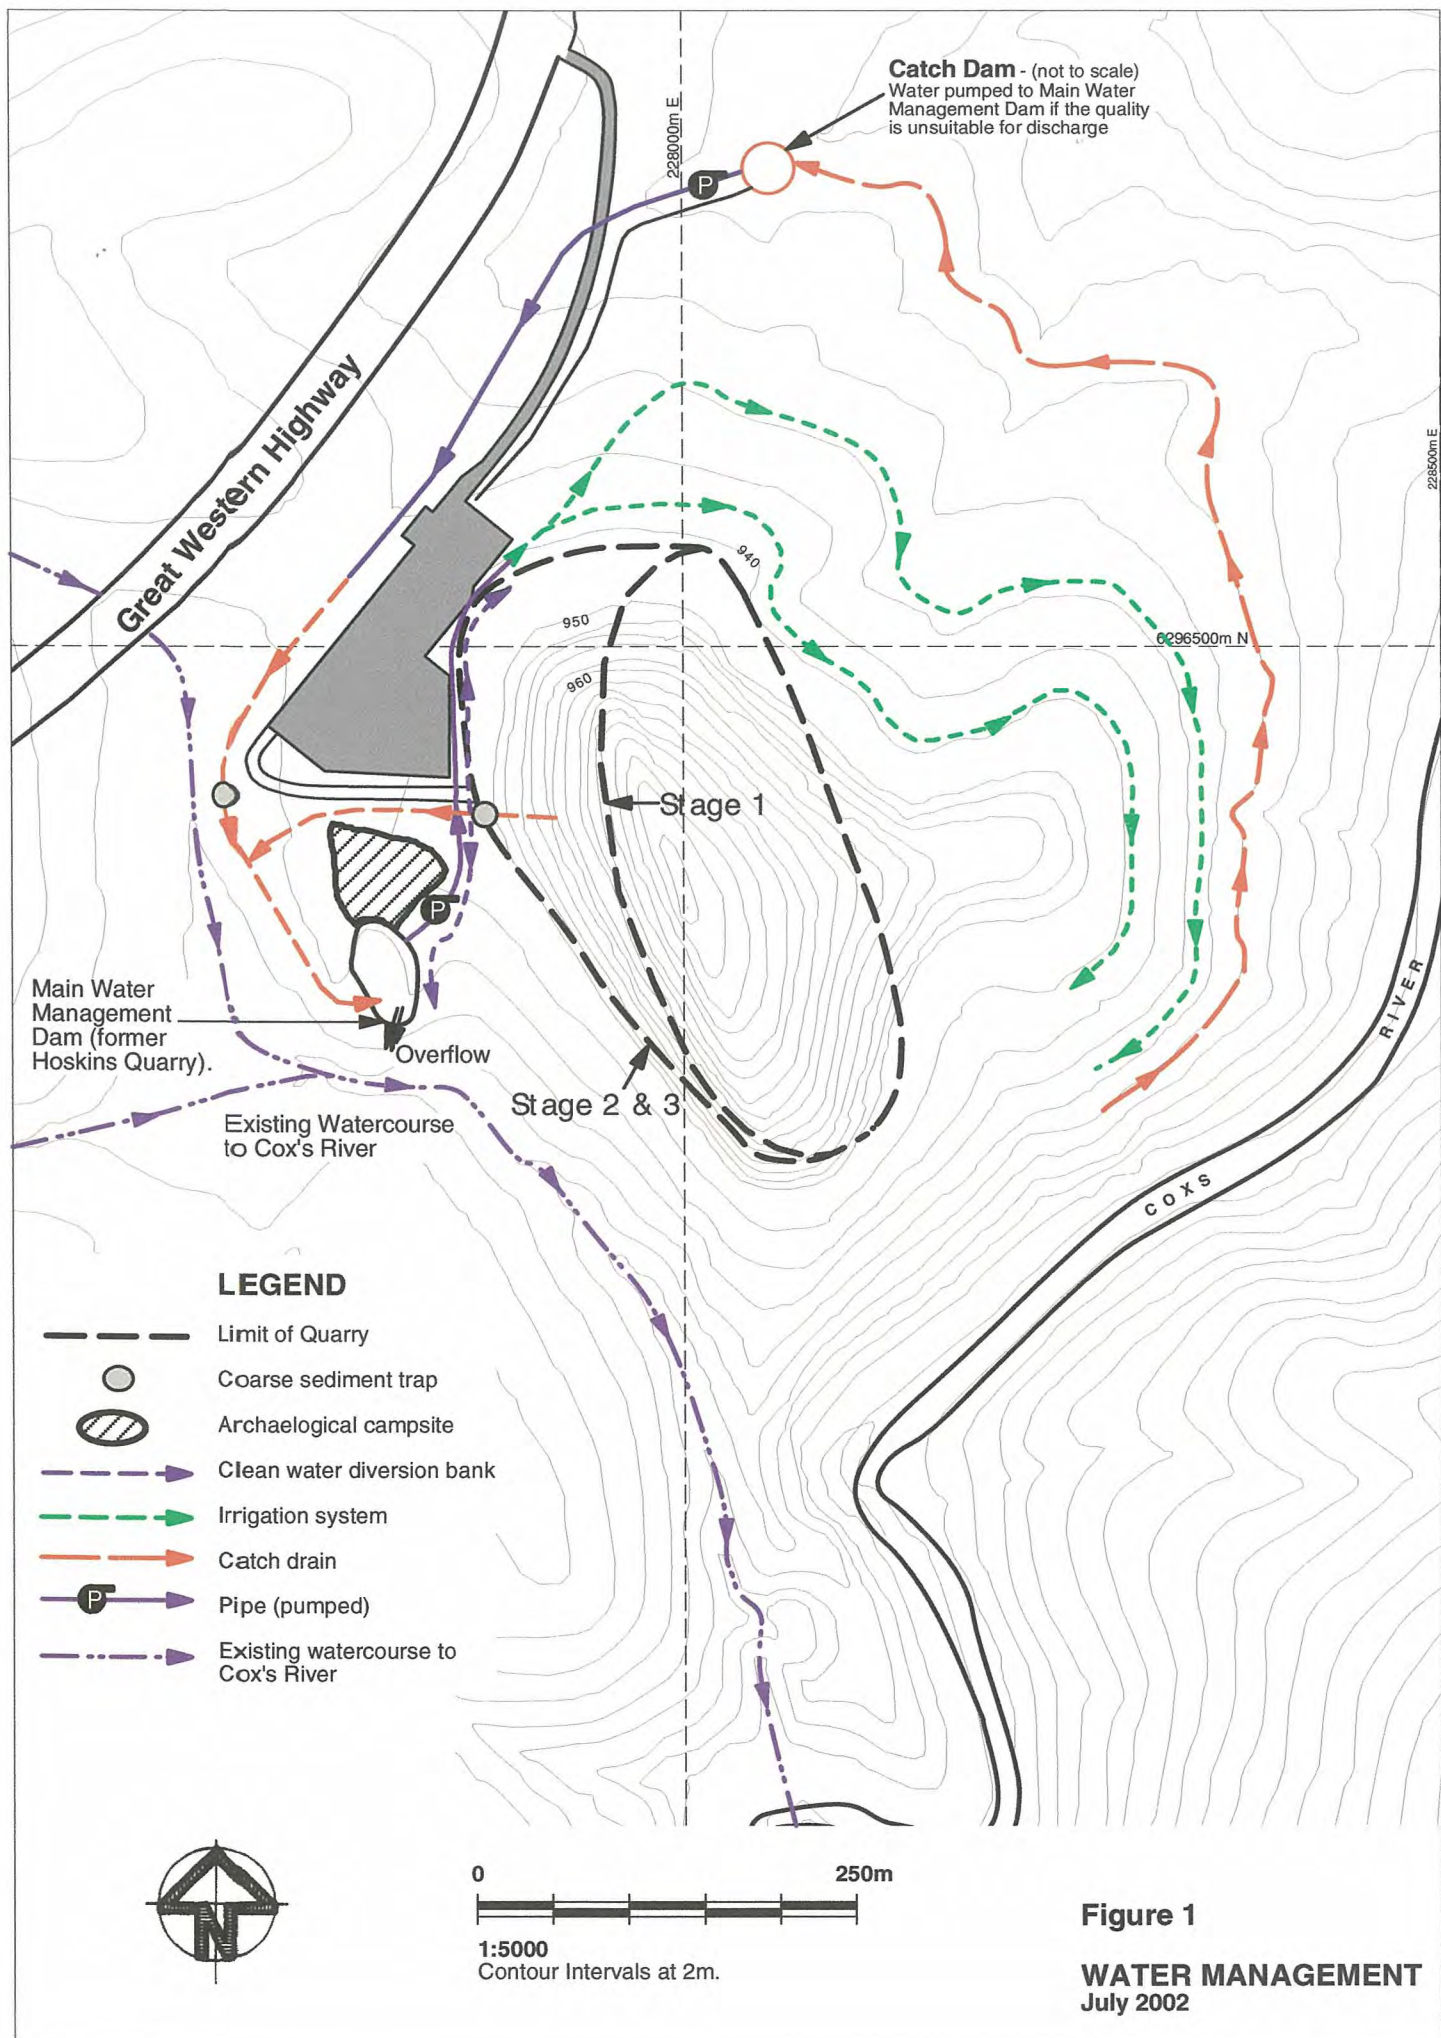 Catch Dam - (not to scale)
Water pumped to Main Water
Management Dam if the quality
is unsuitable for discharge
228000m E
P
Great Western Highway
228500m E
940
950
6296500m N
960
Stage 1
P
Main Water
Management
Dam (former
Hoskins Quarry).
Overflow
RIVER
Stage 2 & 3
Existing Watercourse
to Cox's River
COXS
LEGEND
Limit of Quarry
Coarse sediment trap
Archaelogical campsite
Clean water diversion bank
Irrigation system
Catch drain
P
Pipe (pumped)
Existing watercourse to
Cox's River
N
0 250m
1:5000
Contour Intervals at 2m.
Figure 1
WATER MANAGEMENT
July 2002